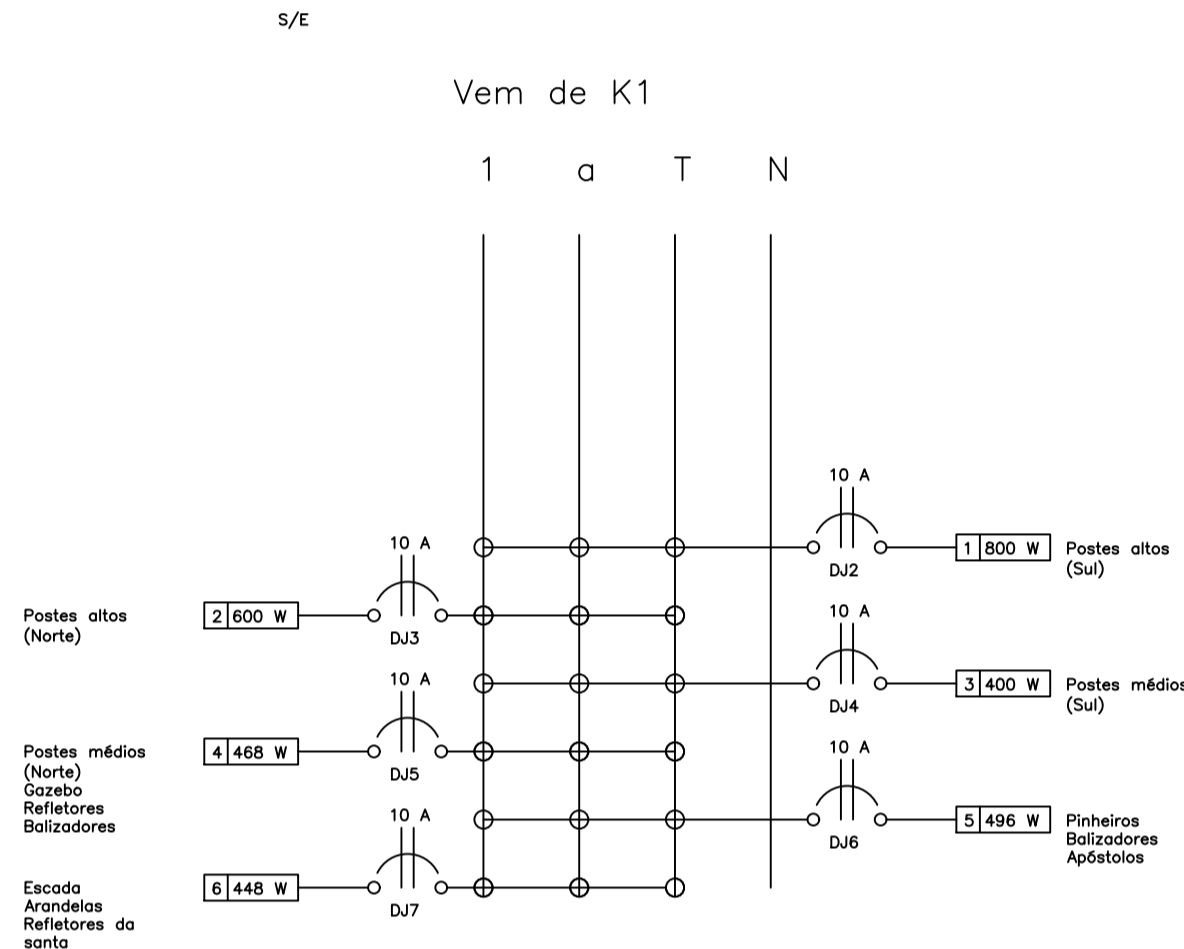 S/E
Vem de K1
1 a T N
10 A
DJ2
1 800 W
Postes altos
(Sul)
Postes altos
(Norte)
2 600 W
10 A
DJ3
10 A
DJ4
3 400 W
Postes médios
(Sul)
Postes médios
(Norte)
Gazebo
Refletores
Balizadores
4 468 W
10 A
DJ5
10 A
DJ6
5 496 W
Pinheiros
Balizadores
Apóstolos
Escada
Arandelas
Refletores da
santa
6 448 W
10 A
DJ7